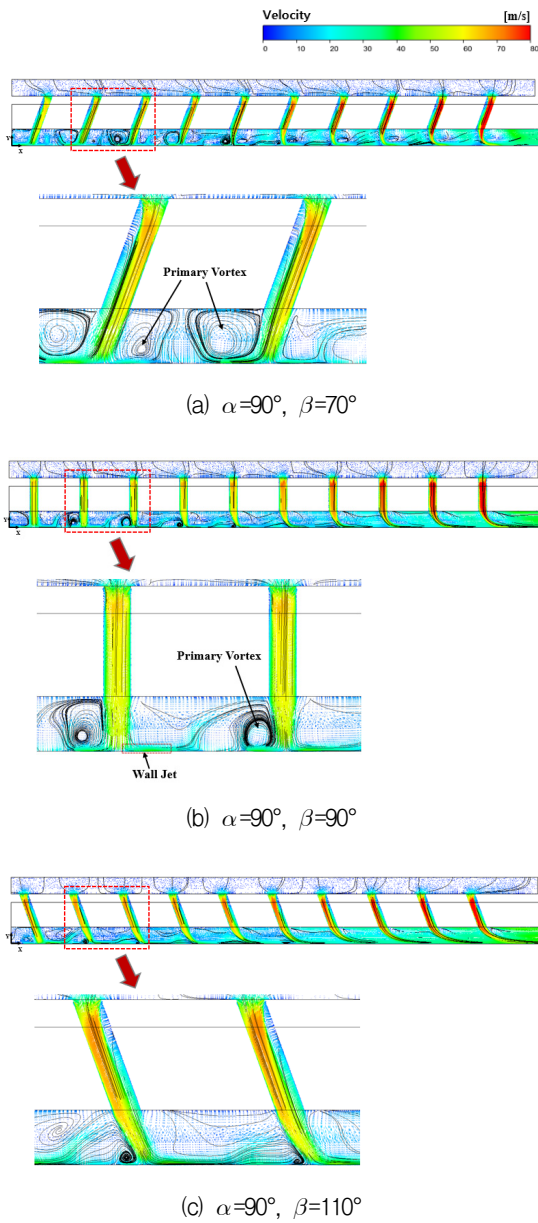 Velocity [m/s]
0 10 20 30 40 50 60 70 80
Y
X
Primary Vortex
(a) α=90°, β=70°
Y
X
Primary Vortex
Wall Jet
(b) α=90°, β=90°
Y
X
(c) α=90°, β=110°